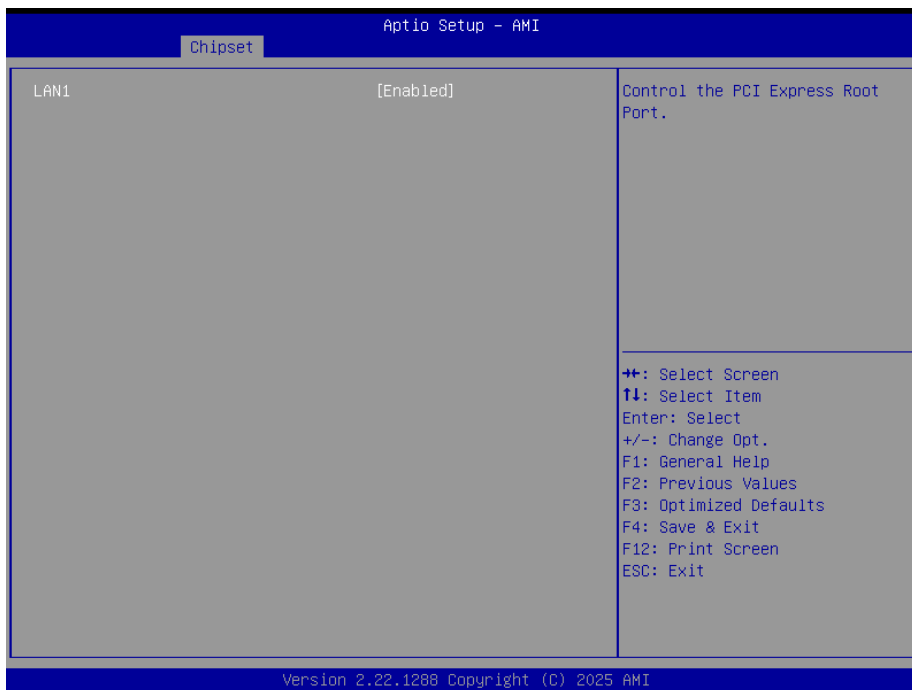 Aptio Setup – AMI
Chipset
LAN1 [Enabled]
Control the PCI Express Root
Port.
→←: Select Screen
↑↓: Select Item
Enter: Select
+/-: Change Opt.
F1: General Help
F2: Previous Values
F3: Optimized Defaults
F4: Save & Exit
F12: Print Screen
ESC: Exit
Version 2.22.1288 Copyright (C) 2025 AMI